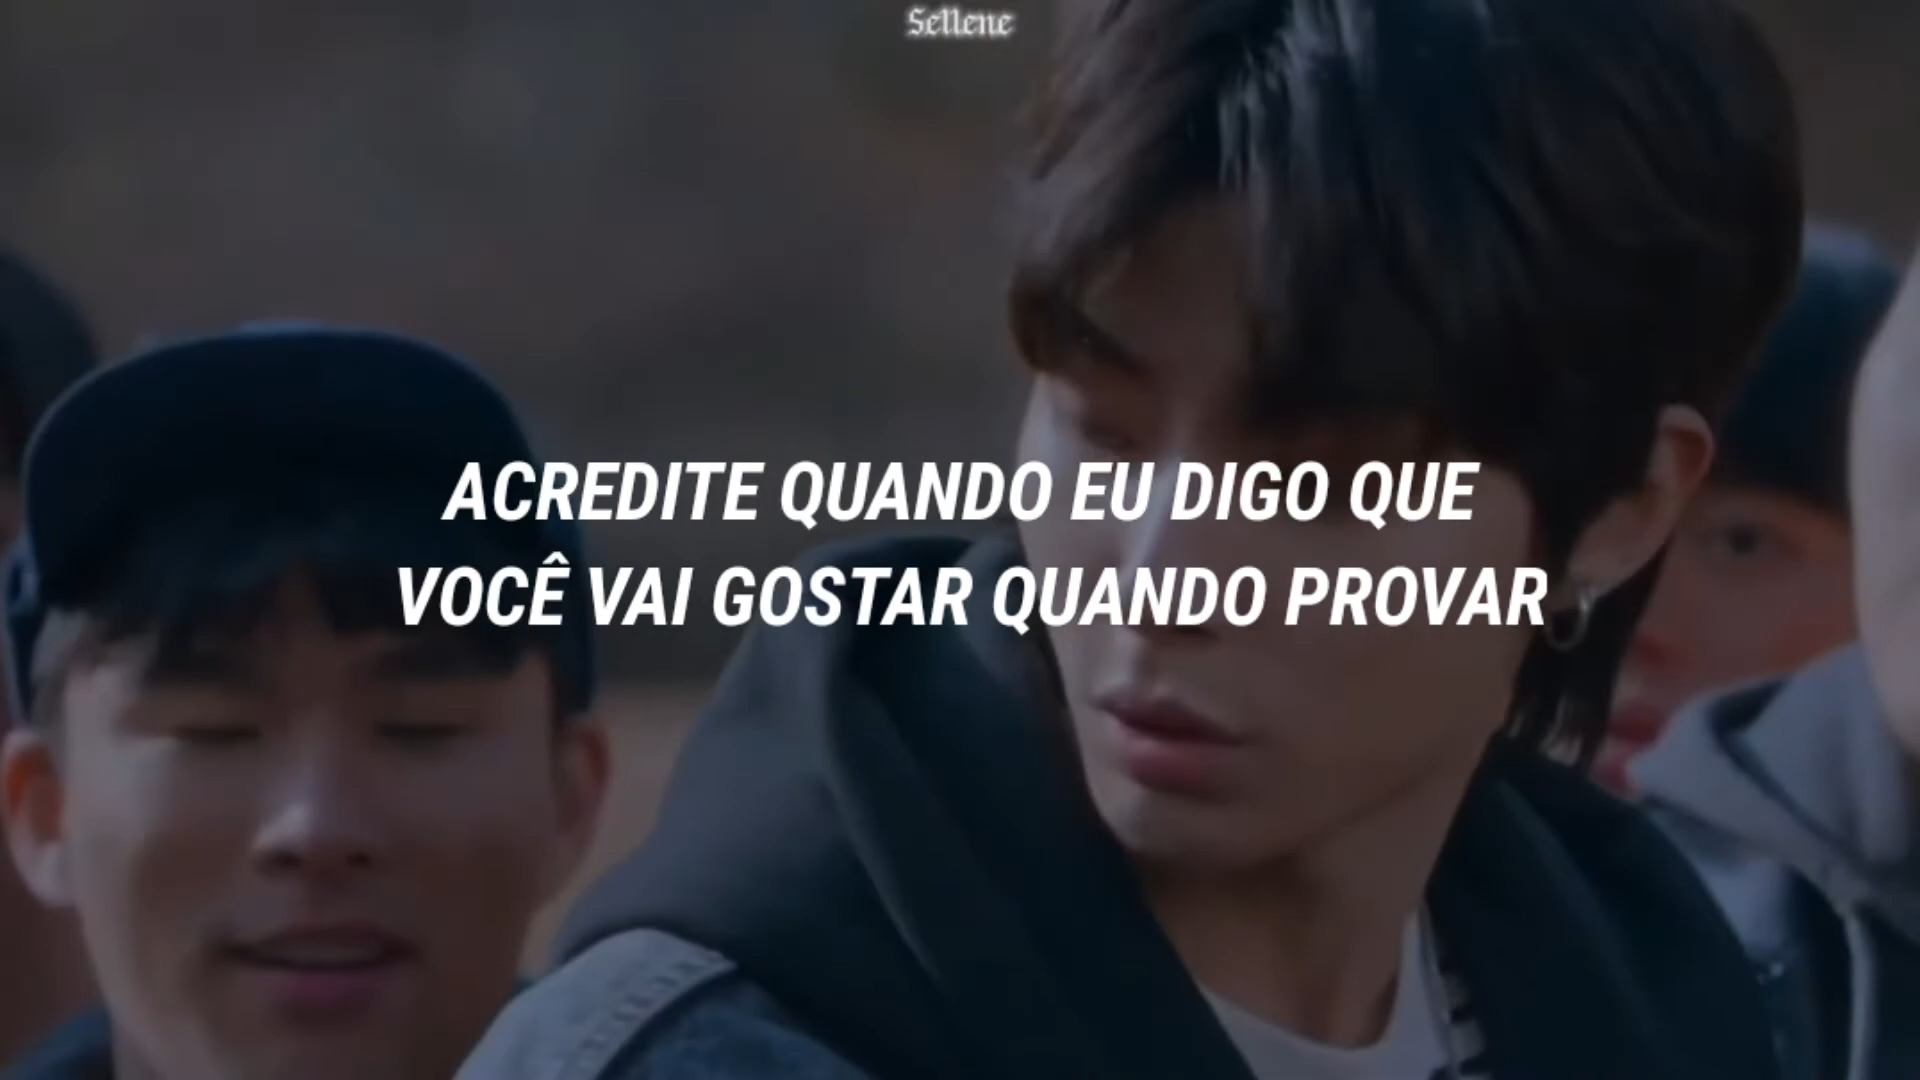 Sellene
ACREDITE QUANDO EU DIGO QUE
VOCÊ VAI GOSTAR QUANDO PROVAR